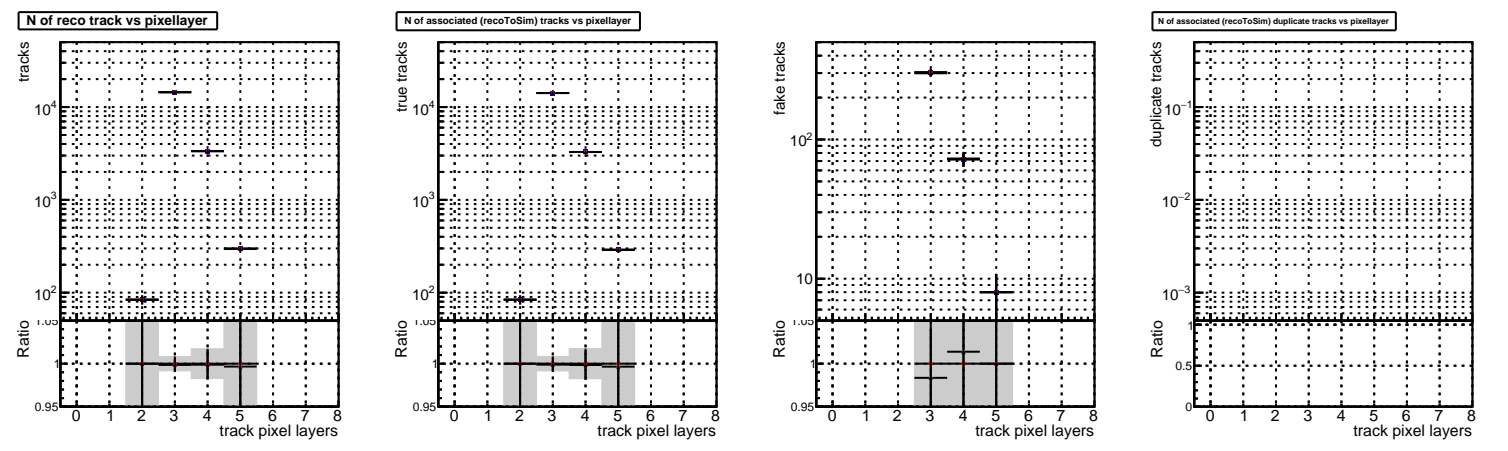 N of reco track vs pixellayer
tracks
10^4
10^3
10^2
1.05
Ratio
1
0.95
0 1 2 3 4 5 6 7 8
track pixel layers
N of associated (recoToSim) tracks vs pixellayer
true tracks
10^4
10^3
10^2
1.05
Ratio
1
0.95
0 1 2 3 4 5 6 7 8
track pixel layers
fake tracks
10^2
10
1.05
Ratio
1
0.95
0 1 2 3 4 5 6 7 8
track pixel layers
N of associated (recoToSim) duplicate tracks vs pixellayer
duplicate tracks
10^−1
10^−2
10^−3
Ratio
1
0.5
0
0 1 2 3 4 5 6 7 8
track pixel layers